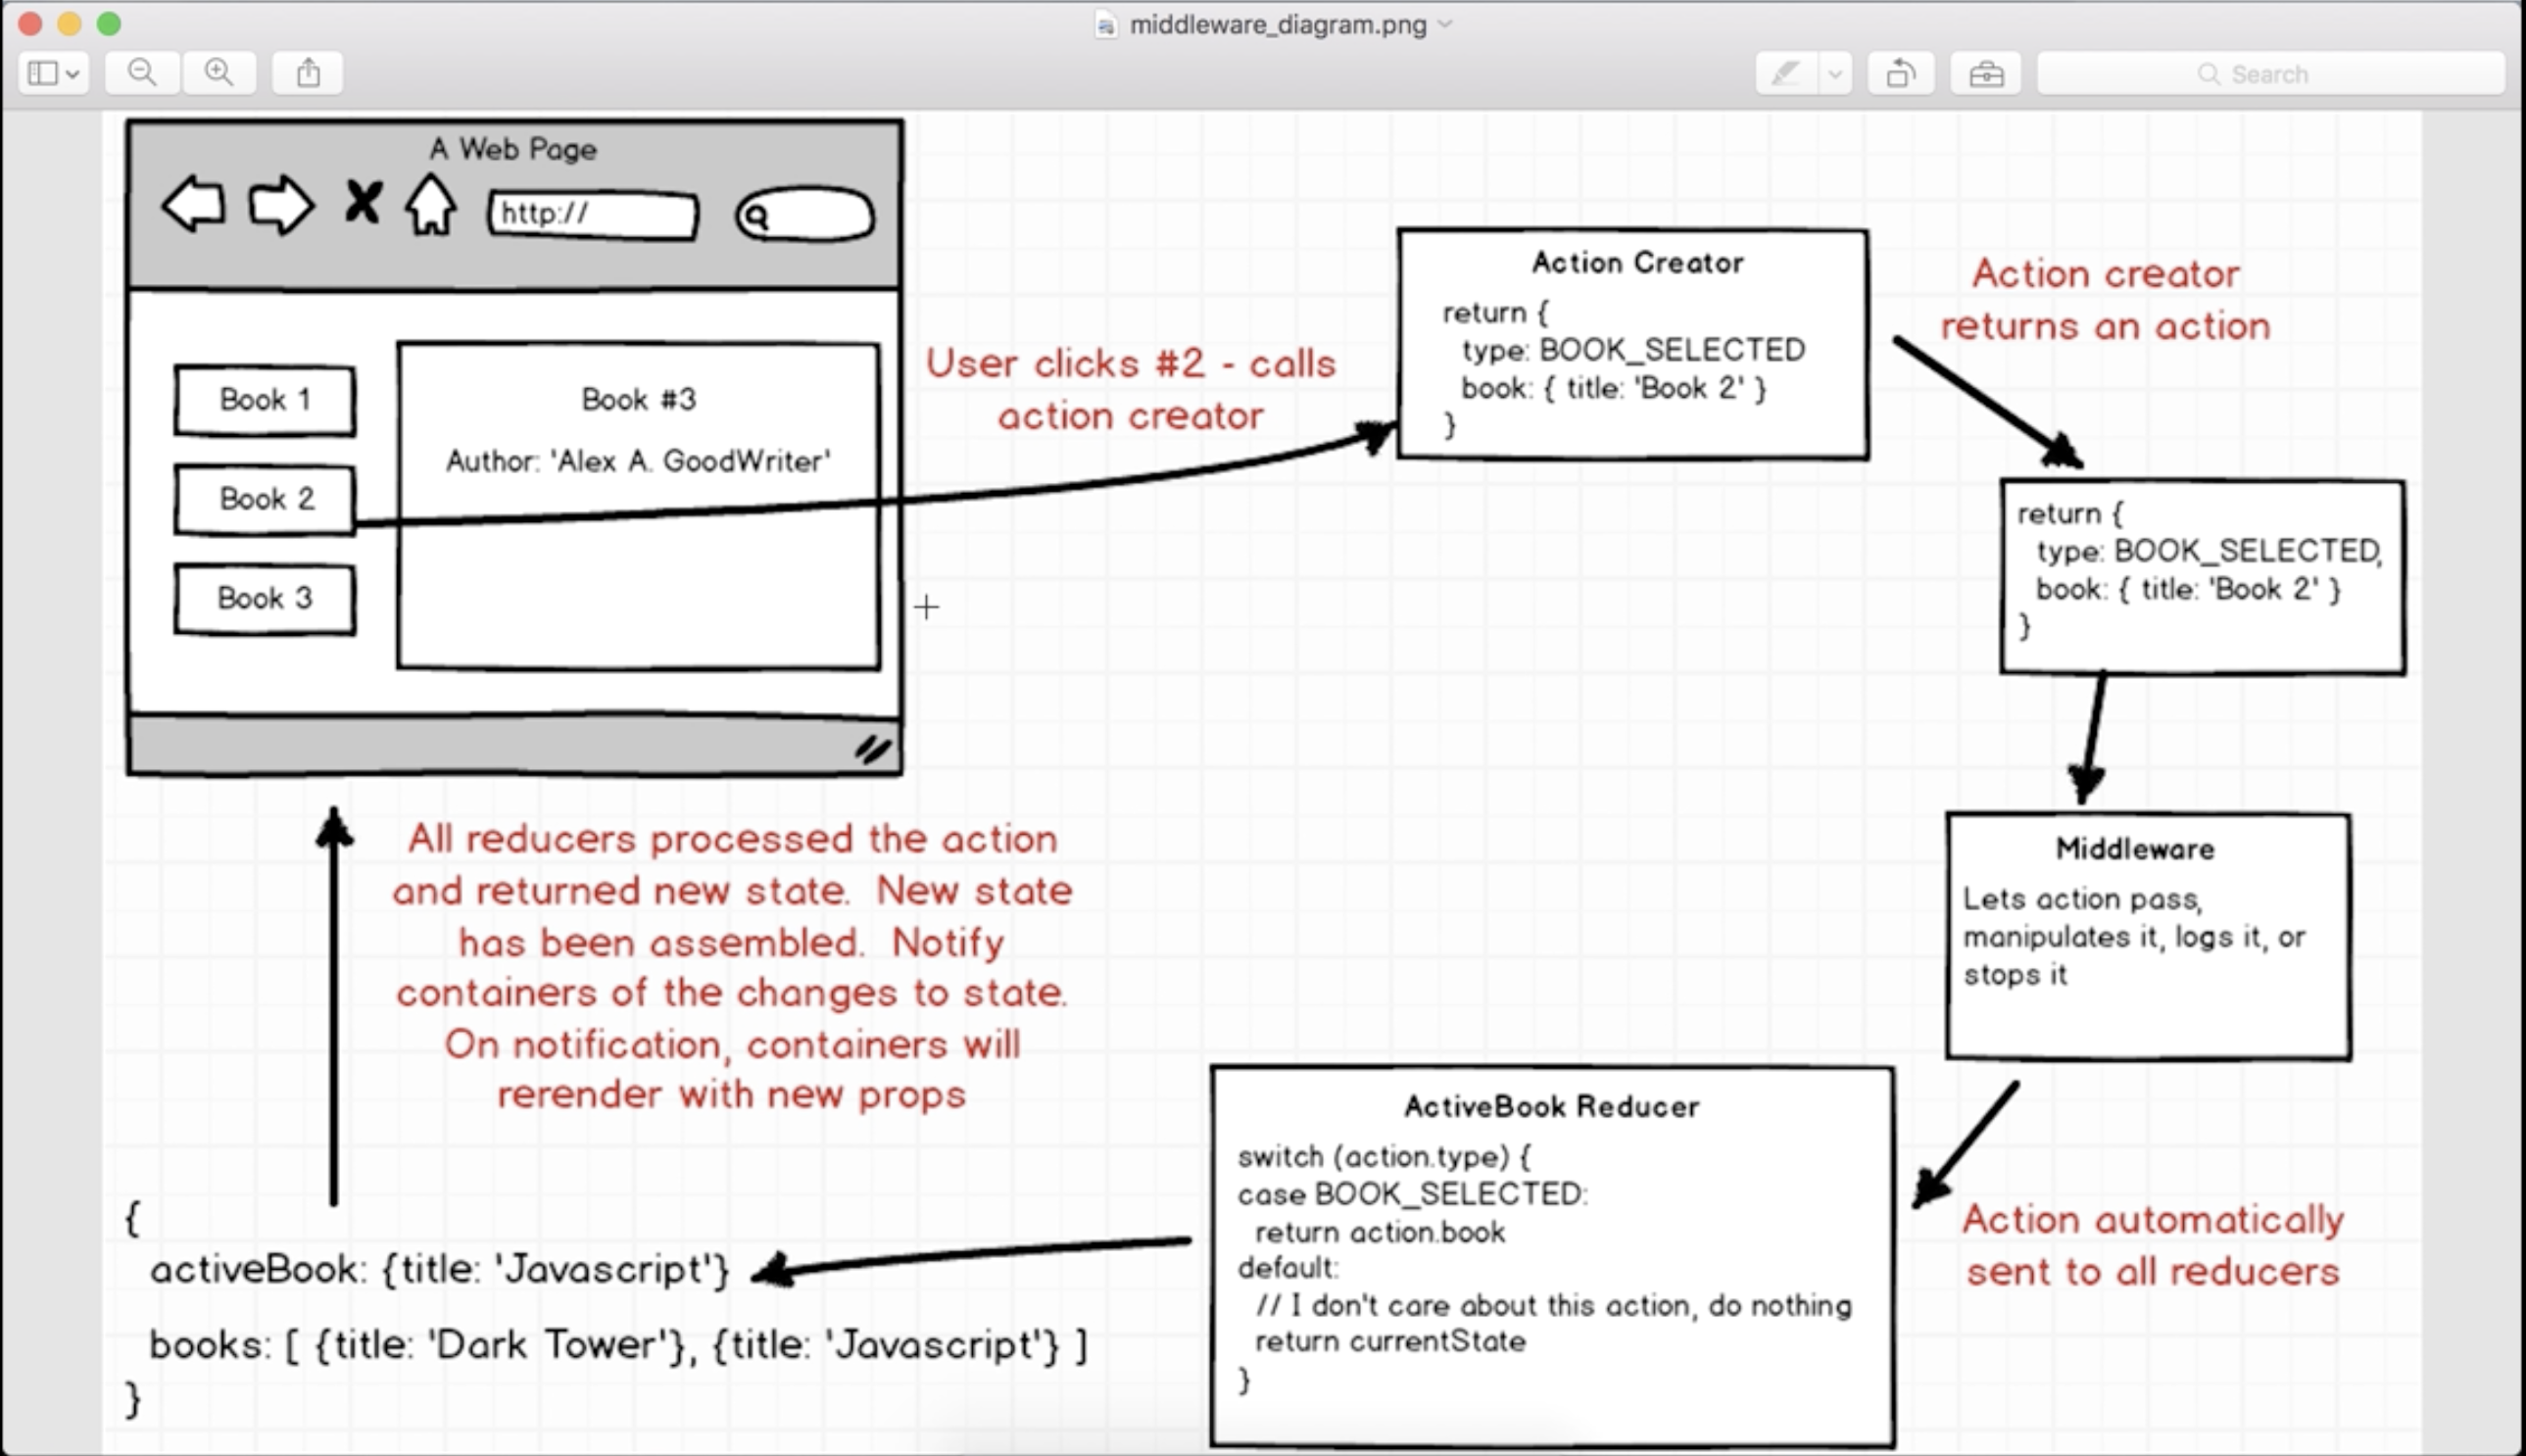 middleware_diagram.png
Search
A Web Page
http://
Book 1
Book 2
Book 3
Book #3
Author: 'Alex A. GoodWriter'
User clicks #2 - calls
action creator
Action Creator
return {
type: BOOK_SELECTED
book: { title: 'Book 2' }
}
Action creator
returns an action
return {
type: BOOK_SELECTED,
book: { title: 'Book 2' }
}
Middleware
Lets action pass,
manipulates it, logs it, or
stops it
Action automatically
sent to all reducers
ActiveBook Reducer
switch (action.type) {
case BOOK_SELECTED:
return action.book
default:
// I don't care about this action, do nothing
return currentState
}
All reducers processed the action
and returned new state. New state
has been assembled. Notify
containers of the changes to state.
On notification, containers will
rerender with new props
{
activeBook: {title: 'Javascript'}
books: [ {title: 'Dark Tower'}, {title: 'Javascript'} ]
}